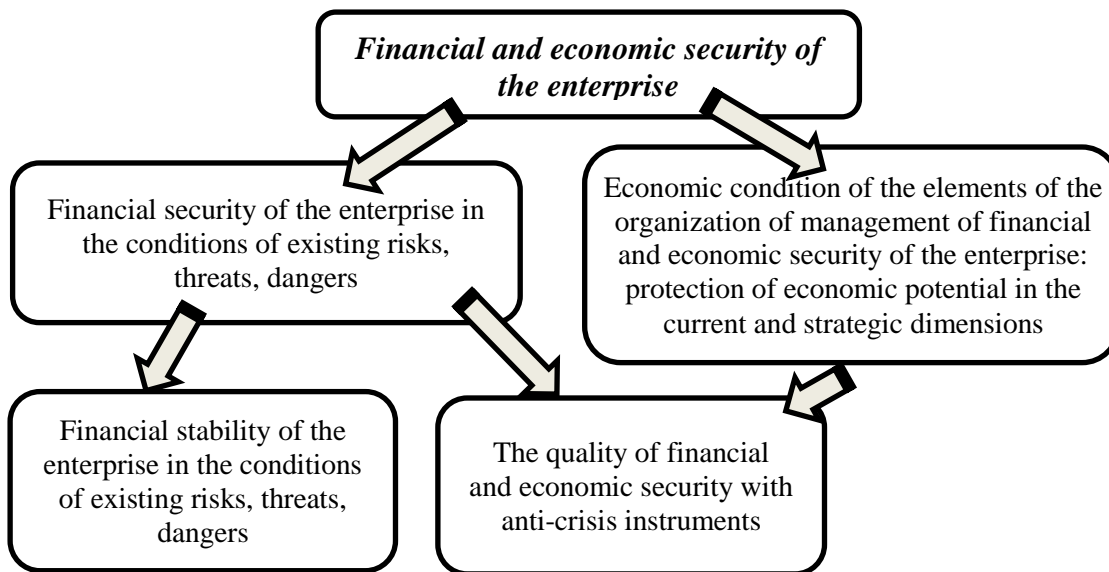 Financial and economic security of
the enterprise
Financial security of the enterprise in
the conditions of existing risks,
threats, dangers
Economic condition of the elements of the
organization of management of financial
and economic security of the enterprise:
protection of economic potential in the
current and strategic dimensions
Financial stability of the
enterprise in the conditions
of existing risks, threats,
dangers
The quality of financial
and economic security with
anti-crisis instruments